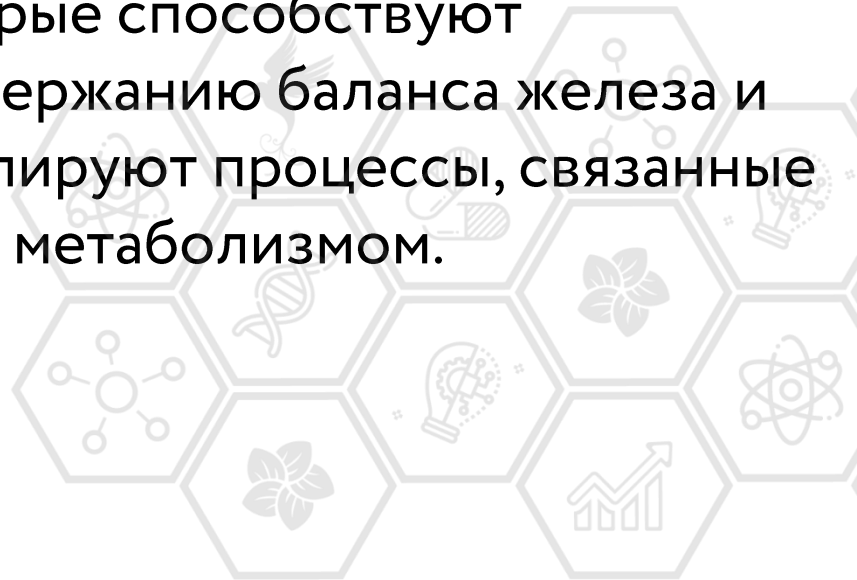 рые способствуют
ержанию баланса железа и
лируют процессы, связанные
метаболизмом.